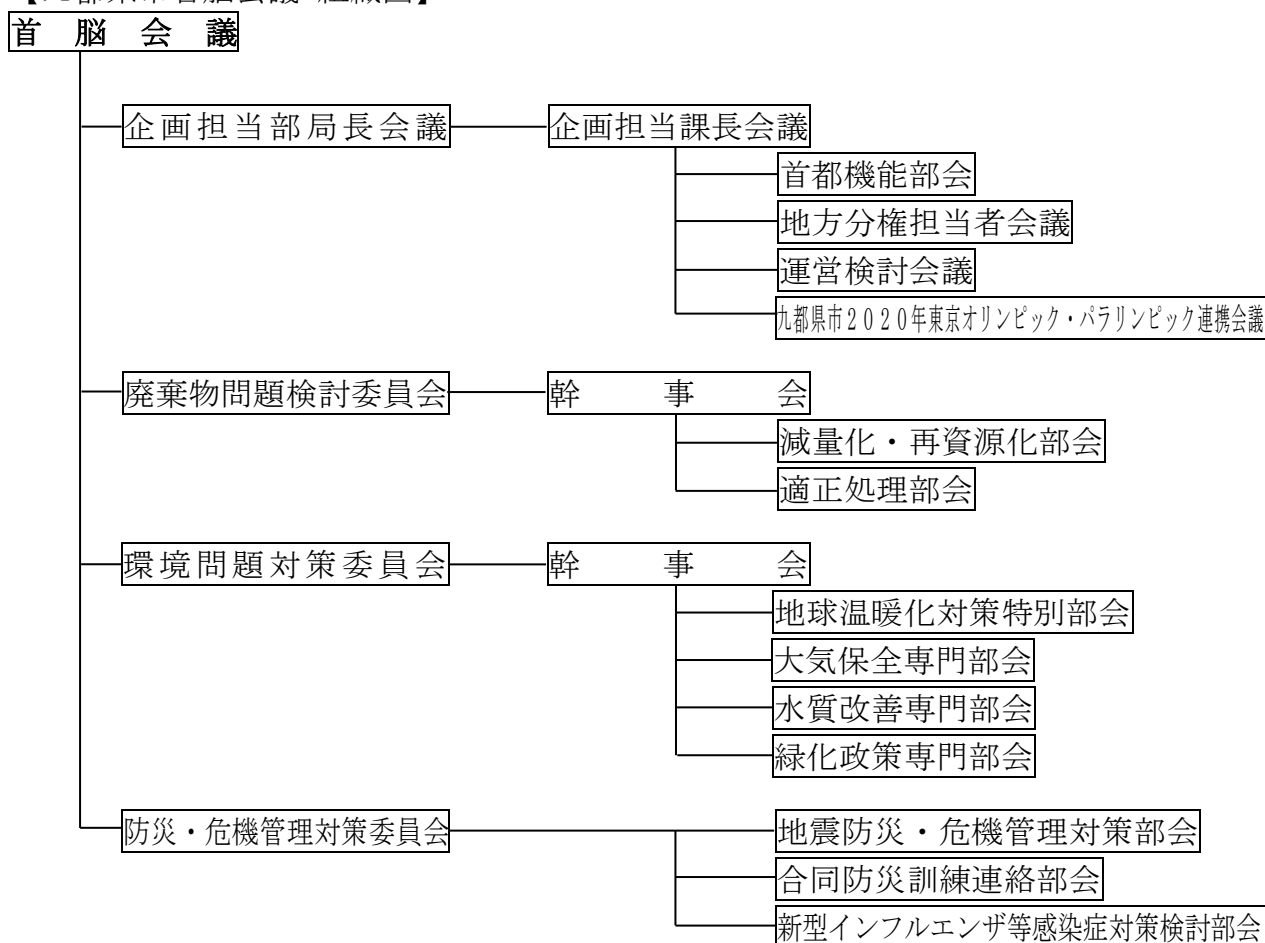 首脳会議
企画担当部局長会議 企画担当課長会議
首都機能部会
地方分権担当者会議
運営検討会議
九都県市2020年東京オリンピック・パラリンピック連携会議
廃棄物問題検討委員会 幹事会
減量化・再資源化部会
適正処理部会
環境問題対策委員会 幹事会
地球温暖化対策特別部会
大気保全専門部会
水質改善専門部会
緑化政策専門部会
防災・危機管理対策委員会 地震防災・危機管理対策部会
合同防災訓練連絡部会
新型インフルエンザ等感染症対策検討部会